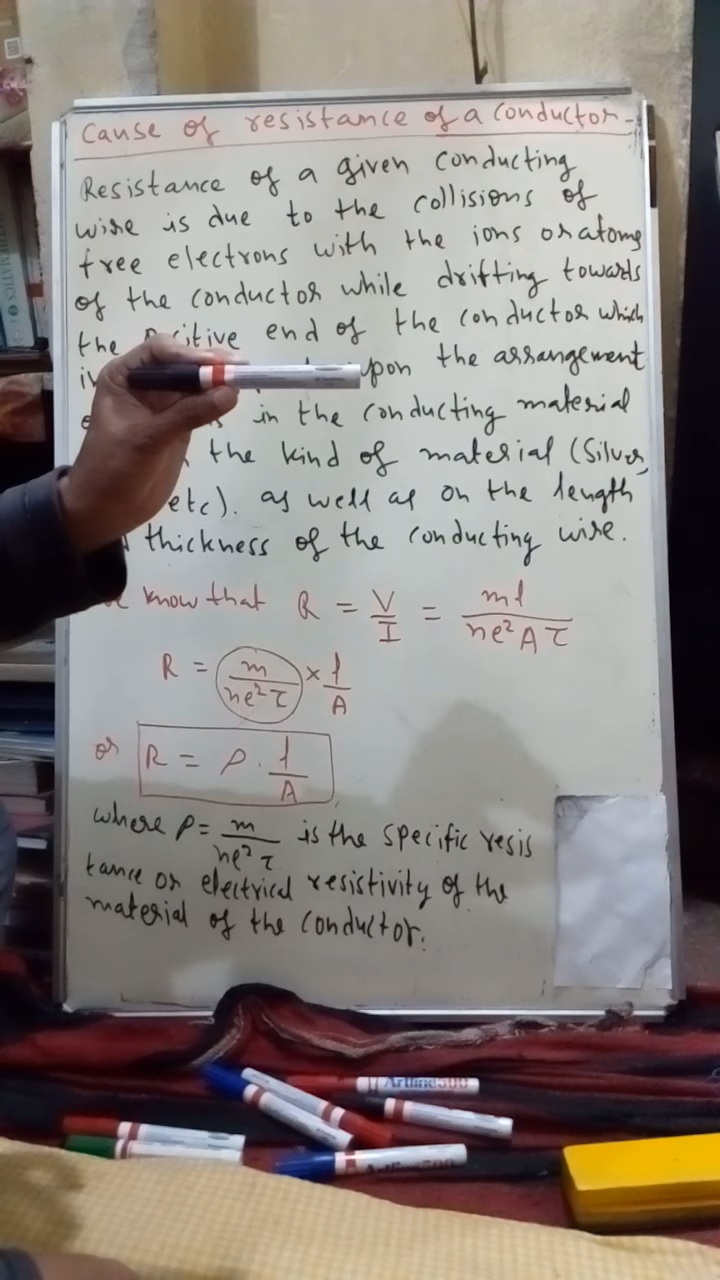 Cause of resistance of a conductor-
Resistance of a given conducting
wire is due to the collisions of
free electrons with the ions or atoms
of the conductor while drifting towards
the positive end of the conductor which
upon the arrangement
in the conducting material
the kind of material (Silver,
etc). as well as on the length
thickness of the conducting wire.
know that R = V/I = ml/ne²Aτ
R = m/ne²τ × l/A
or R = ρ · l/A
where ρ = m/ne²τ is the specific resis
tance or electrical resistivity of the
material of the conductor.
Artline500
Artline500